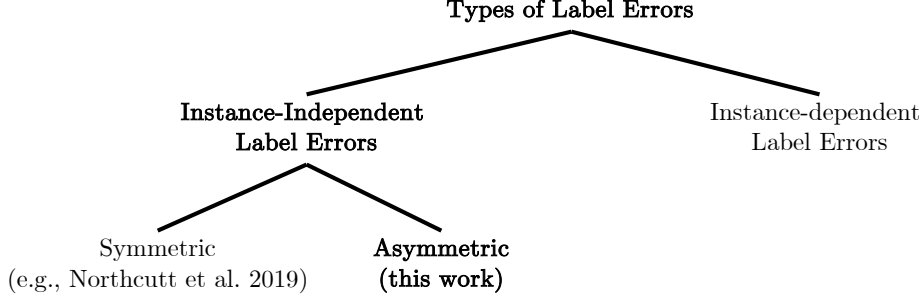 Types of Label Errors
Instance-Independent
Label Errors
Instance-dependent
Label Errors
Symmetric
(e.g., Northcutt et al. 2019)
Asymmetric
(this work)